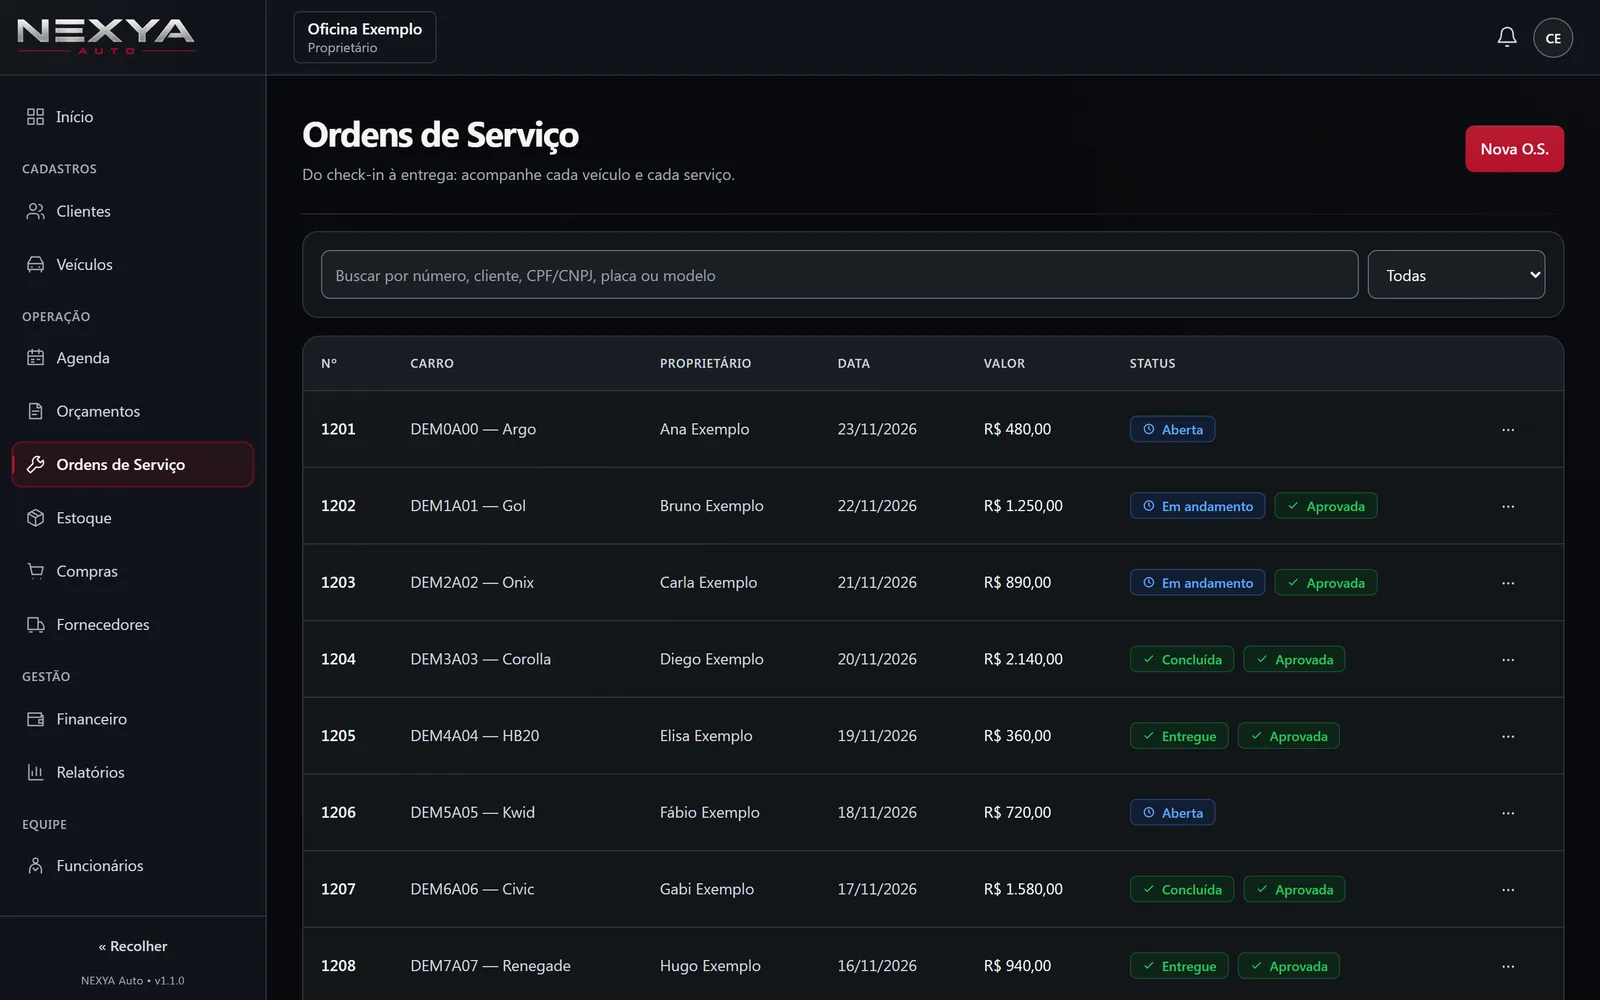 NEXYA
AUTO
Oficina Exemplo
Proprietário
CE
Início
CADASTROS
Clientes
Veículos
OPERAÇÃO
Agenda
Orçamentos
Ordens de Serviço
Estoque
Compras
Fornecedores
GESTÃO
Financeiro
Relatórios
EQUIPE
Funcionários
« Recolher
NEXYA Auto • v1.1.0
Ordens de Serviço
Do check-in à entrega: acompanhe cada veículo e cada serviço.
Nova O.S.
Buscar por número, cliente, CPF/CNPJ, placa ou modelo
Todas
Nº CARRO PROPRIETÁRIO DATA VALOR STATUS
1201 DEM0A00 — Argo Ana Exemplo 23/11/2026 R$ 480,00 Aberta ...
1202 DEM1A01 — Gol Bruno Exemplo 22/11/2026 R$ 1.250,00 Em andamento Aprovada ...
1203 DEM2A02 — Onix Carla Exemplo 21/11/2026 R$ 890,00 Em andamento Aprovada ...
1204 DEM3A03 — Corolla Diego Exemplo 20/11/2026 R$ 2.140,00 Concluída Aprovada ...
1205 DEM4A04 — HB20 Elisa Exemplo 19/11/2026 R$ 360,00 Entregue Aprovada ...
1206 DEM5A05 — Kwid Fábio Exemplo 18/11/2026 R$ 720,00 Aberta ...
1207 DEM6A06 — Civic Gabi Exemplo 17/11/2026 R$ 1.580,00 Concluída Aprovada ...
1208 DEM7A07 — Renegade Hugo Exemplo 16/11/2026 R$ 940,00 Entregue Aprovada ...